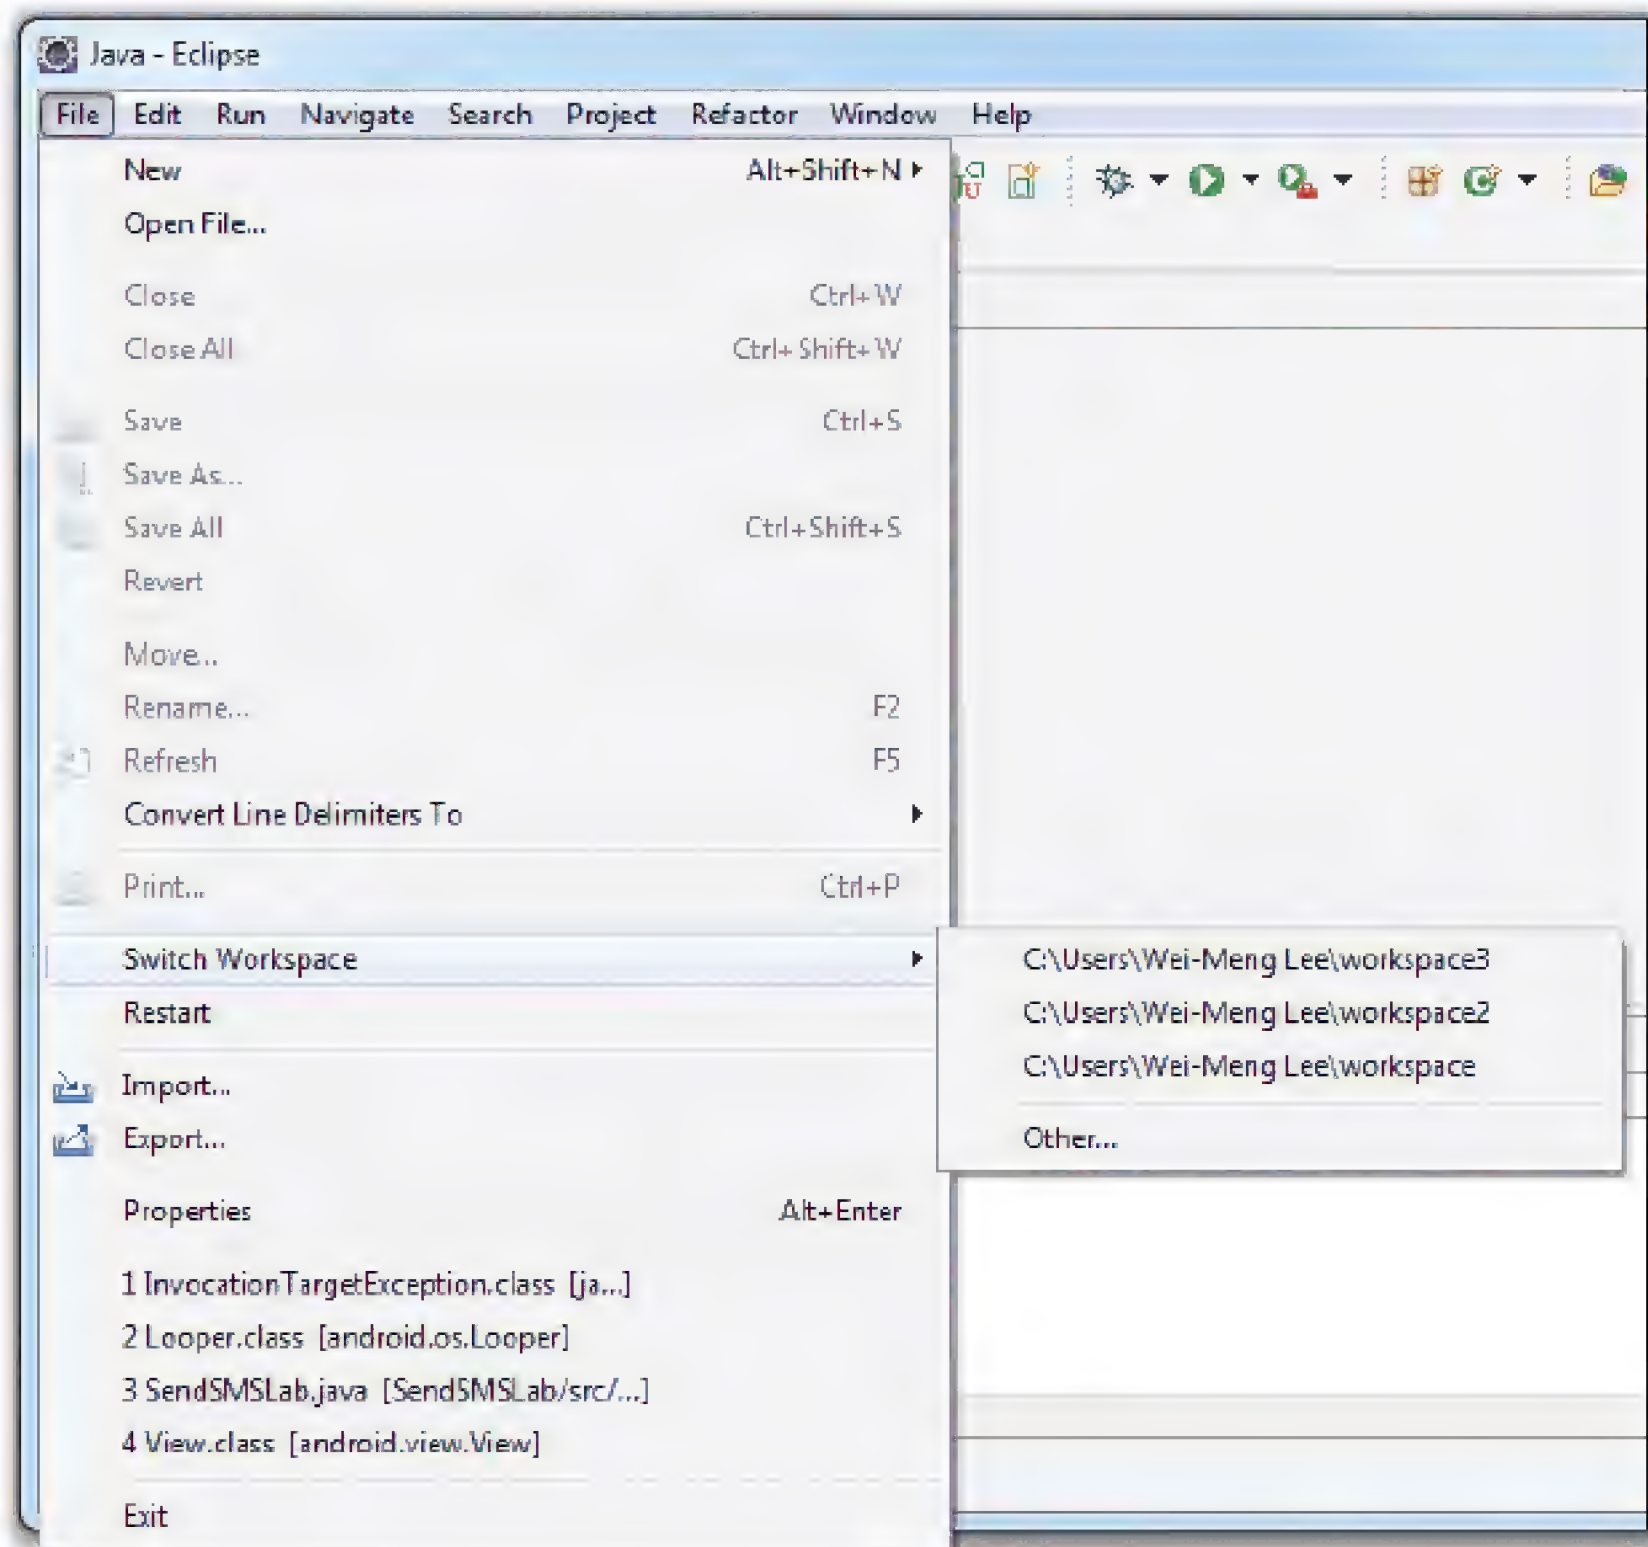 Java - Eclipse
File Edit Run Navigate Search Project Refactor Window Help
New Alt+Shift+N
Open File...
Close Ctrl+W
Close All Ctrl+Shift+W
Save Ctrl+S
Save As...
Save All Ctrl+Shift+S
Revert
Move...
Rename... F2
Refresh F5
Convert Line Delimiters To
Print... Ctrl+P
Switch Workspace
Restart
Import...
Export...
Properties Alt+Enter
1 InvocationTargetException.class [ja...]
2 Looper.class [android.os.Looper]
3 SendSMSLab.java [SendSMSLab/src/...]
4 View.class [android.view.View]
Exit
C:\Users\Wei-Meng Lee\workspace3
C:\Users\Wei-Meng Lee\workspace2
C:\Users\Wei-Meng Lee\workspace
Other...